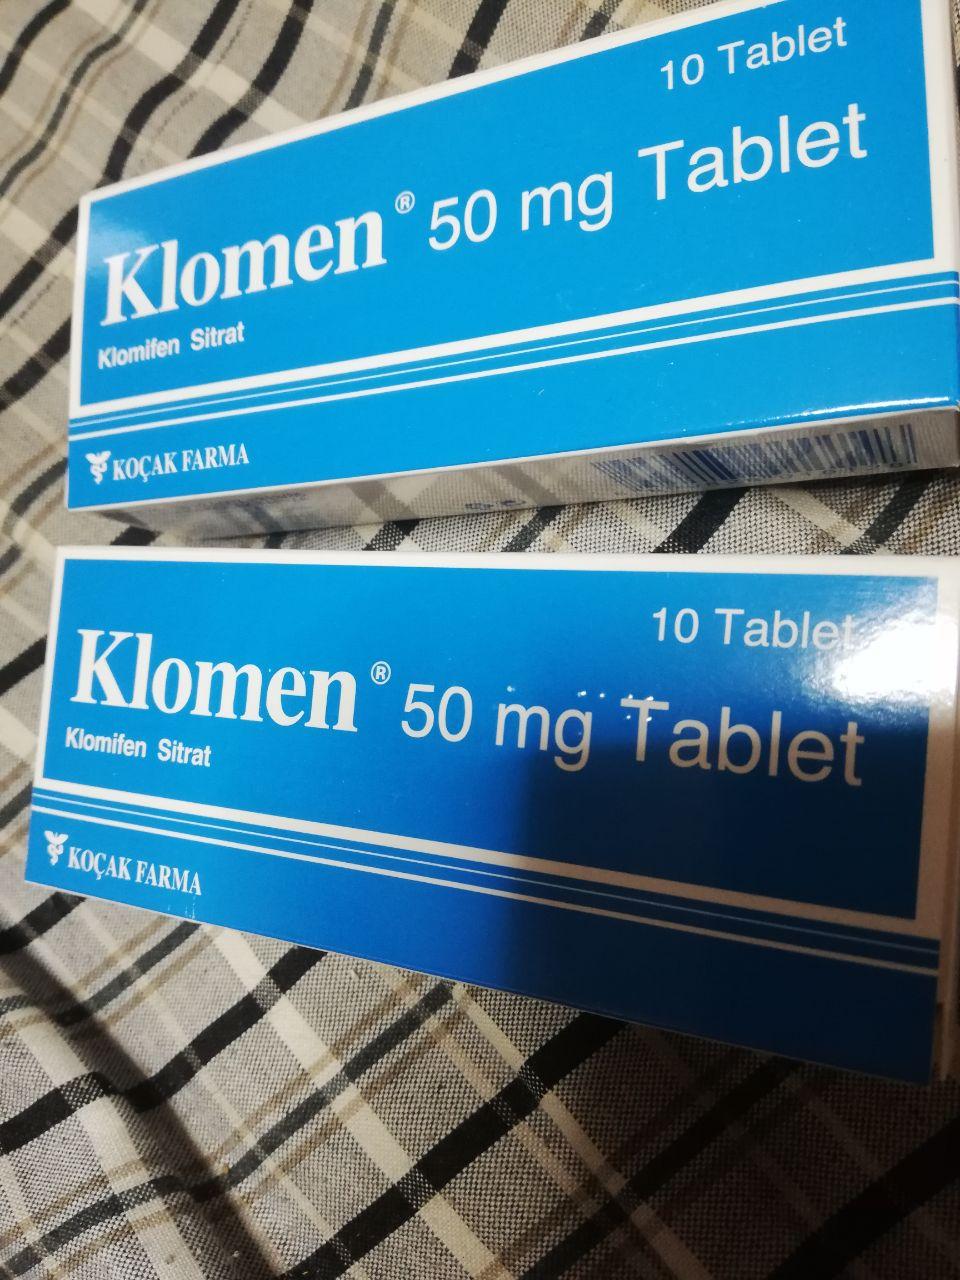 10 Tablet
Klomen® 50 mg Tablet
Klomifen Sitrat
KOÇAK FARMA
10 Tablet
Klomen® 50 mg Tablet
Klomifen Sitrat
KOÇAK FARMA